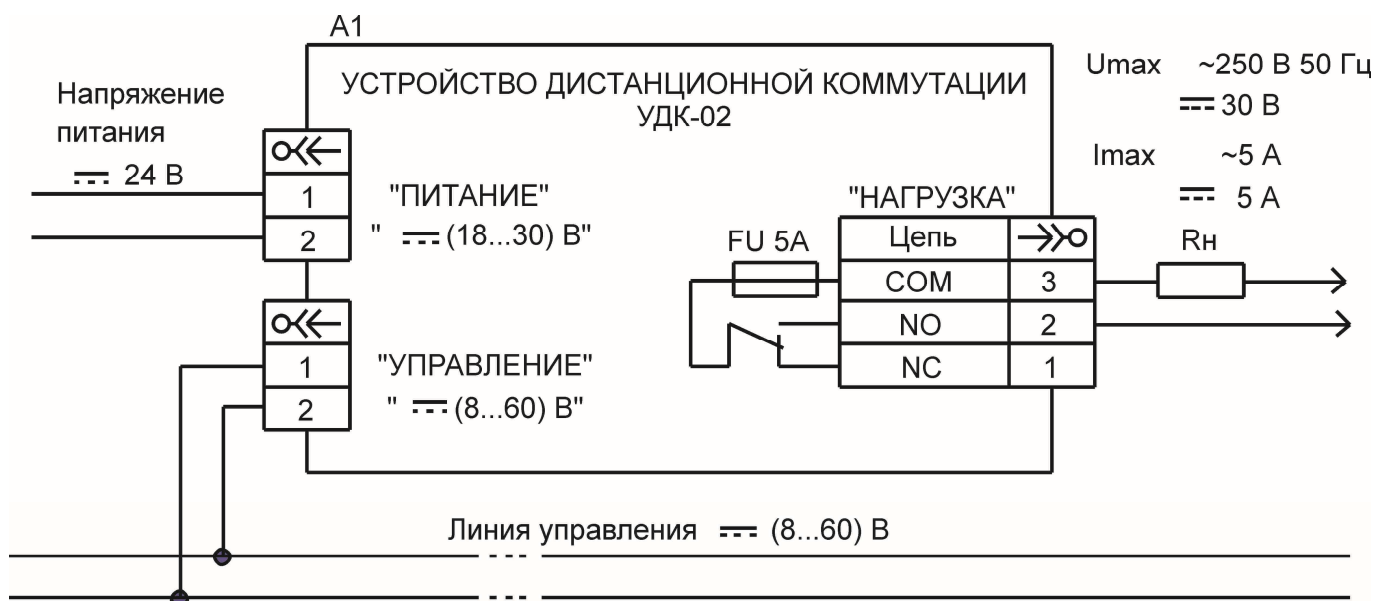 A1
УСТРОЙСТВО ДИСТАНЦИОННОЙ КОММУТАЦИИ
УДК-02
Напряжение
питания
24 В
1
2
"ПИТАНИЕ"
" (18...30) В"
1
2
"УПРАВЛЕНИЕ"
" (8...60) В"
Umax ~250 В 50 Гц
30 В
Imax ~5 А
5 А
"НАГРУЗКА"
FU 5A
Цепь
COM 3
NO 2
NC 1
Rн
Линия управления (8...60) В